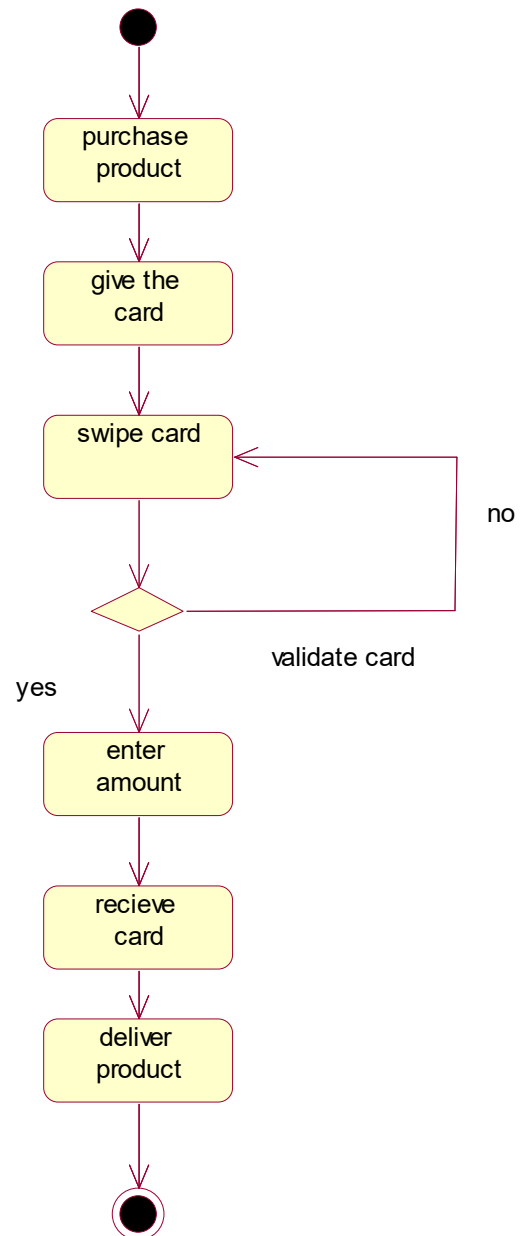 purchase
product
give the
card
swipe card
no
validate card
yes
enter
amount
recieve
card
deliver
product